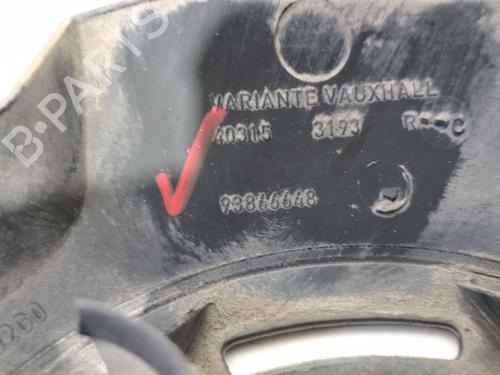 B-PARTS
VARIANTE VAUXHALL
40315 3193 R--C
93866648